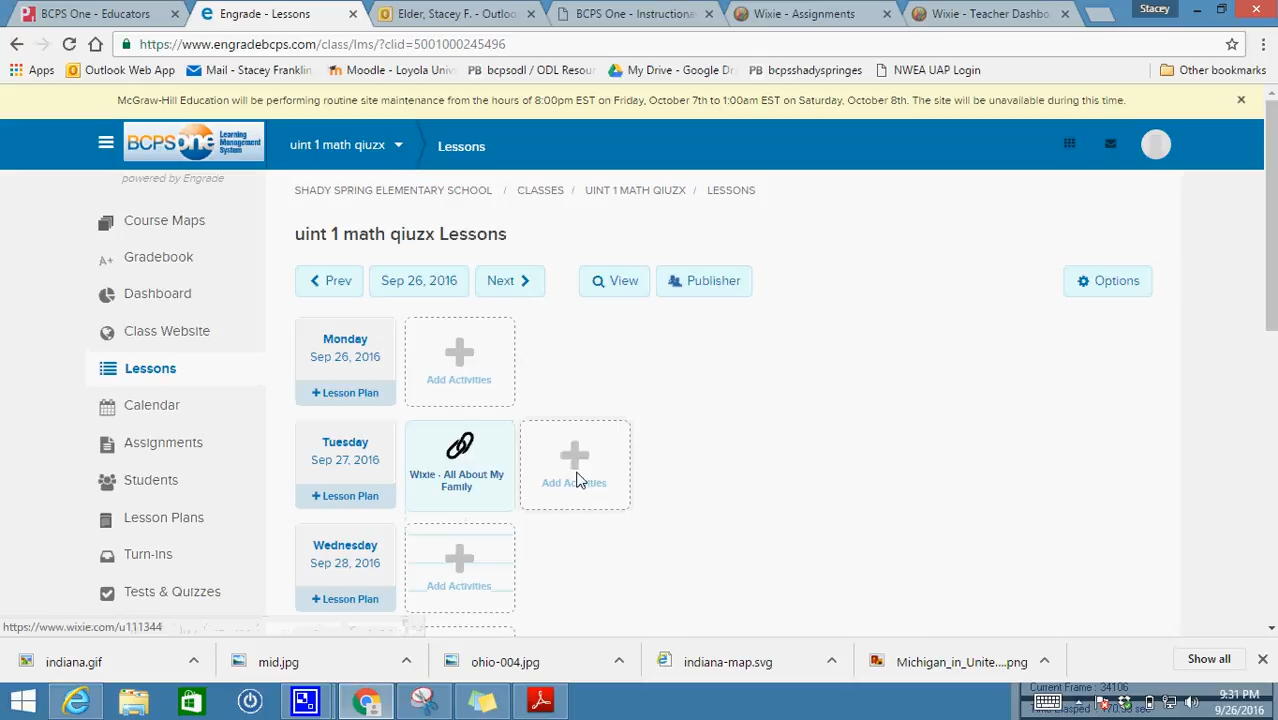 BCPS One - Educators
Engrade - Lessons
Elder, Stacey F. - Outloo
BCPS One - Instructiona
Wixie - Assignments
Wixie - Teacher Dashbo
Stacey
https://www.engradebcps.com/class/lms/?clid=5001000245496
Apps
Outlook Web App
Mail - Stacey Franklin
Moodle - Loyola Univ
bcpsodl / ODL Resour
My Drive - Google Dr
bcpsshadyspringes
NWEA UAP Login
Other bookmarks
McGraw-Hill Education will be performing routine site maintenance from the hours of 8:00pm EST on Friday, October 7th to 1:00am EST on Saturday, October 8th. The site will be unavailable during this time.
BCPSone Learning Management System
uint 1 math qiuzx
Lessons
powered by Engrade
SHADY SPRING ELEMENTARY SCHOOL / CLASSES / UINT 1 MATH QIUZX / LESSONS
Course Maps
Gradebook
Dashboard
Class Website
Lessons
Calendar
Assignments
Students
Lesson Plans
Turn-Ins
Tests & Quizzes
uint 1 math qiuzx Lessons
Prev
Sep 26, 2016
Next
View
Publisher
Options
Monday
Sep 26, 2016
+ Lesson Plan
Add Activities
Tuesday
Sep 27, 2016
+ Lesson Plan
Wixie - All About My
Family
Add Activities
Wednesday
Sep 28, 2016
+ Lesson Plan
Add Activities
https://www.wixie.com/u111344
indiana.gif
mid.jpg
ohio-004.jpg
indiana-map.svg
Michigan_in_Unite....png
Show all
Current Frame : 34106
9:31 PM
9/26/2016